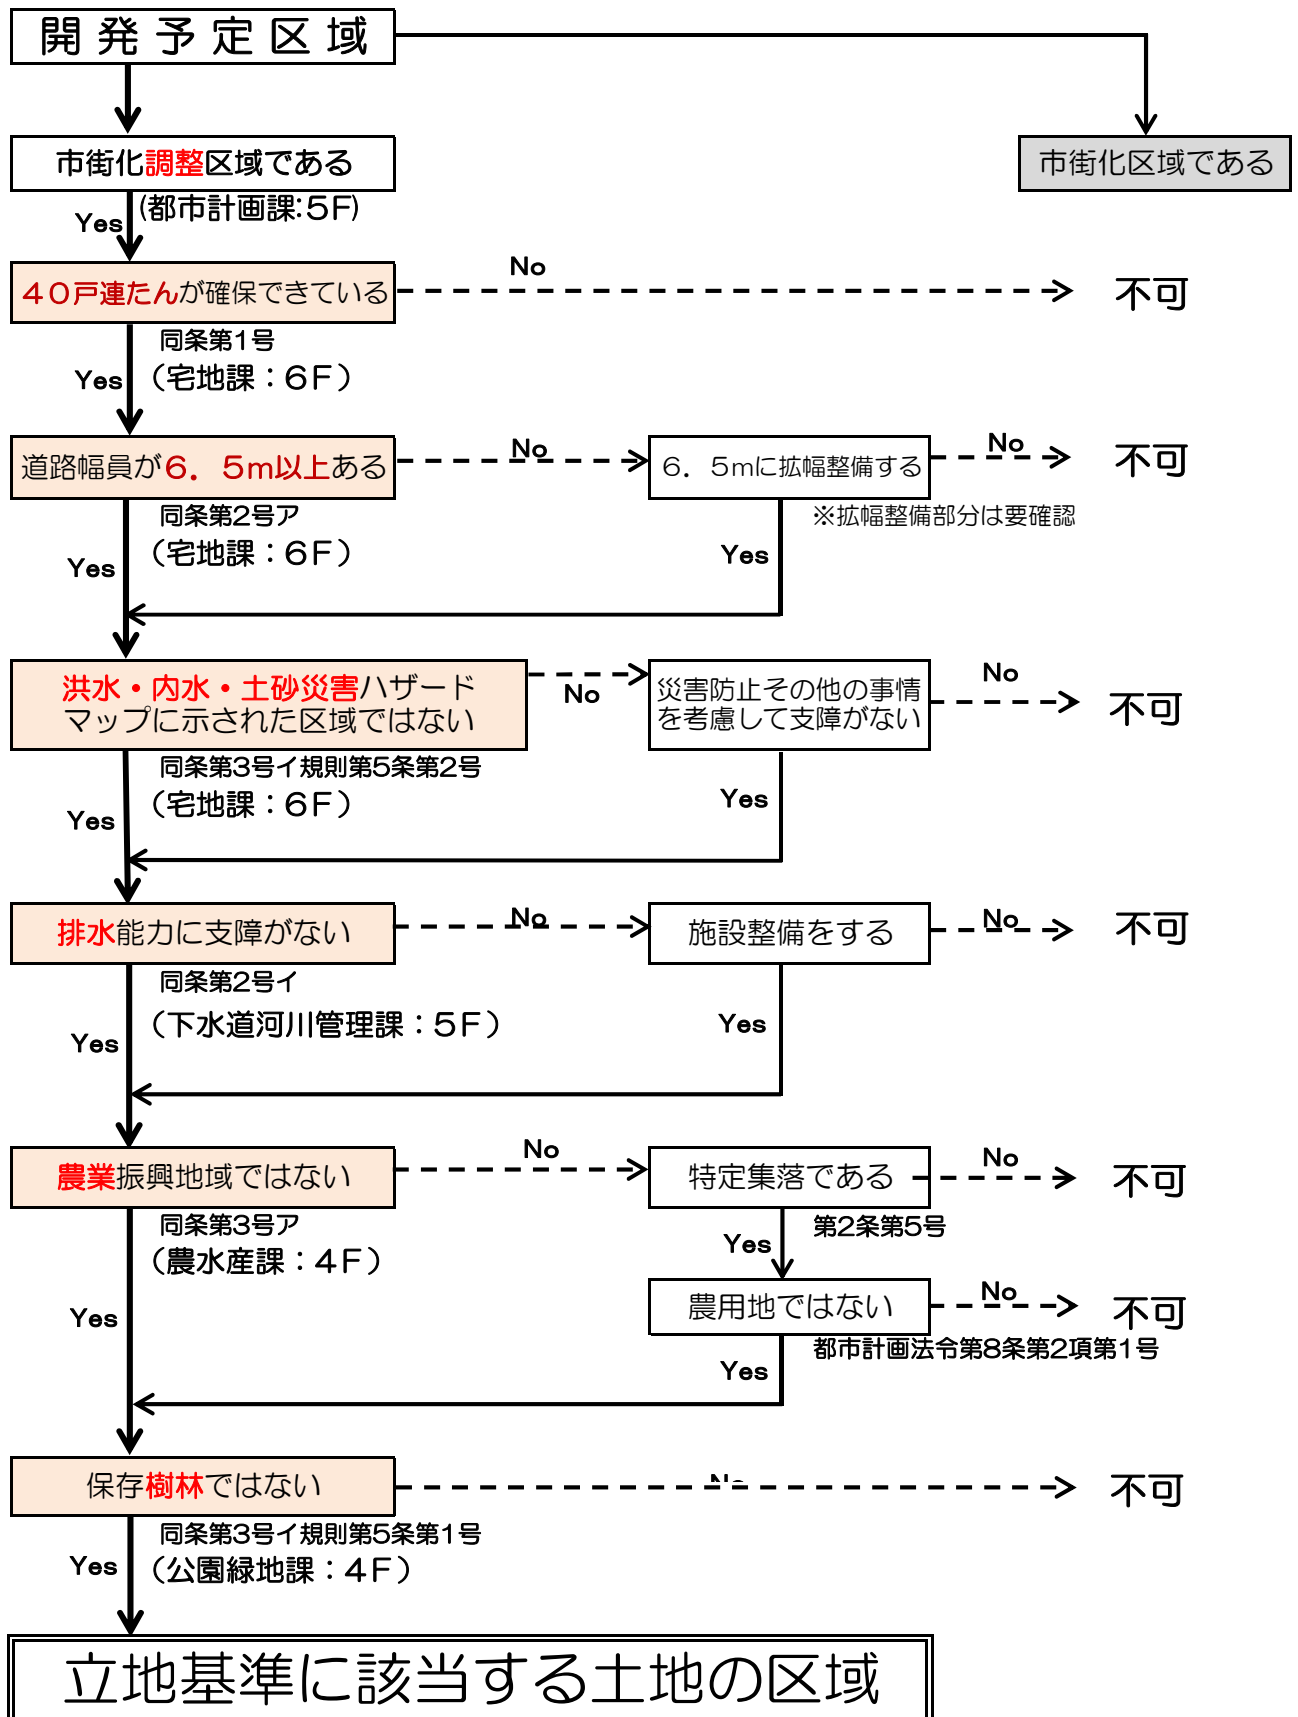 開発予定区域
市街化調整区域である
市街化区域である
(都市計画課:5F)
Yes
40戸連たんが確保できている
No
不可
同条第1号
(宅地課:6F)
Yes
道路幅員が6.5m以上ある
No
6.5mに拡幅整備する
No
不可
同条第2号ア
※拡幅整備部分は要確認
(宅地課:6F)
Yes
Yes
洪水・内水・土砂災害ハザード
マップに示された区域ではない
No
災害防止その他の事情
を考慮して支障がない
No
不可
同条第3号イ規則第5条第2号
(宅地課:6F)
Yes
Yes
排水能力に支障がない
No
施設整備をする
No
不可
同条第2号イ
(下水道河川管理課:5F)
Yes
Yes
農業振興地域ではない
No
特定集落である
No
不可
同条第3号ア
第2条第5号
(農水産課:4F)
Yes
農用地ではない
No
不可
Yes
都市計画法令第8条第2項第1号
Yes
保存樹林ではない
No
不可
同条第3号イ規則第5条第1号
(公園緑地課:4F)
Yes
立地基準に該当する土地の区域